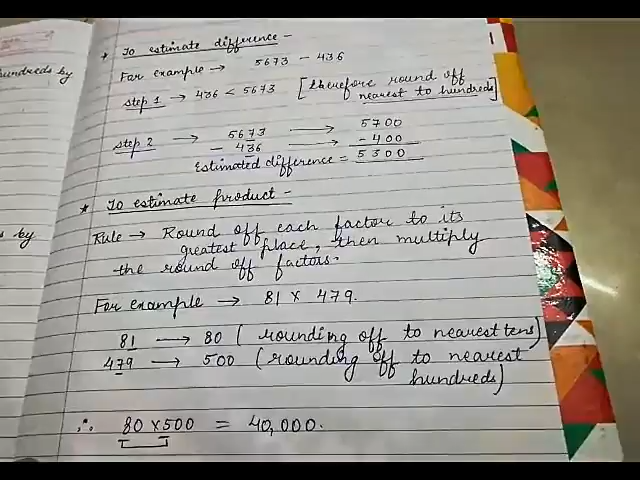 hundreds by
* To estimate difference -
For example → 5673 - 436
Step 1 → 436 < 5673 [therefore round off
nearest to hundreds]
Step 2 → 5673 → 5700
- 436 → - 400
Estimated difference = 5300
* To estimate product -
s by
Rule → Round off each factor to its
greatest place, then multiply
the round off factors.
For example → 81 × 479.
81 → 80 (rounding off to nearest tens)
479 → 500 (rounding off to nearest
hundreds)
∴ 80 × 500 = 40,000.